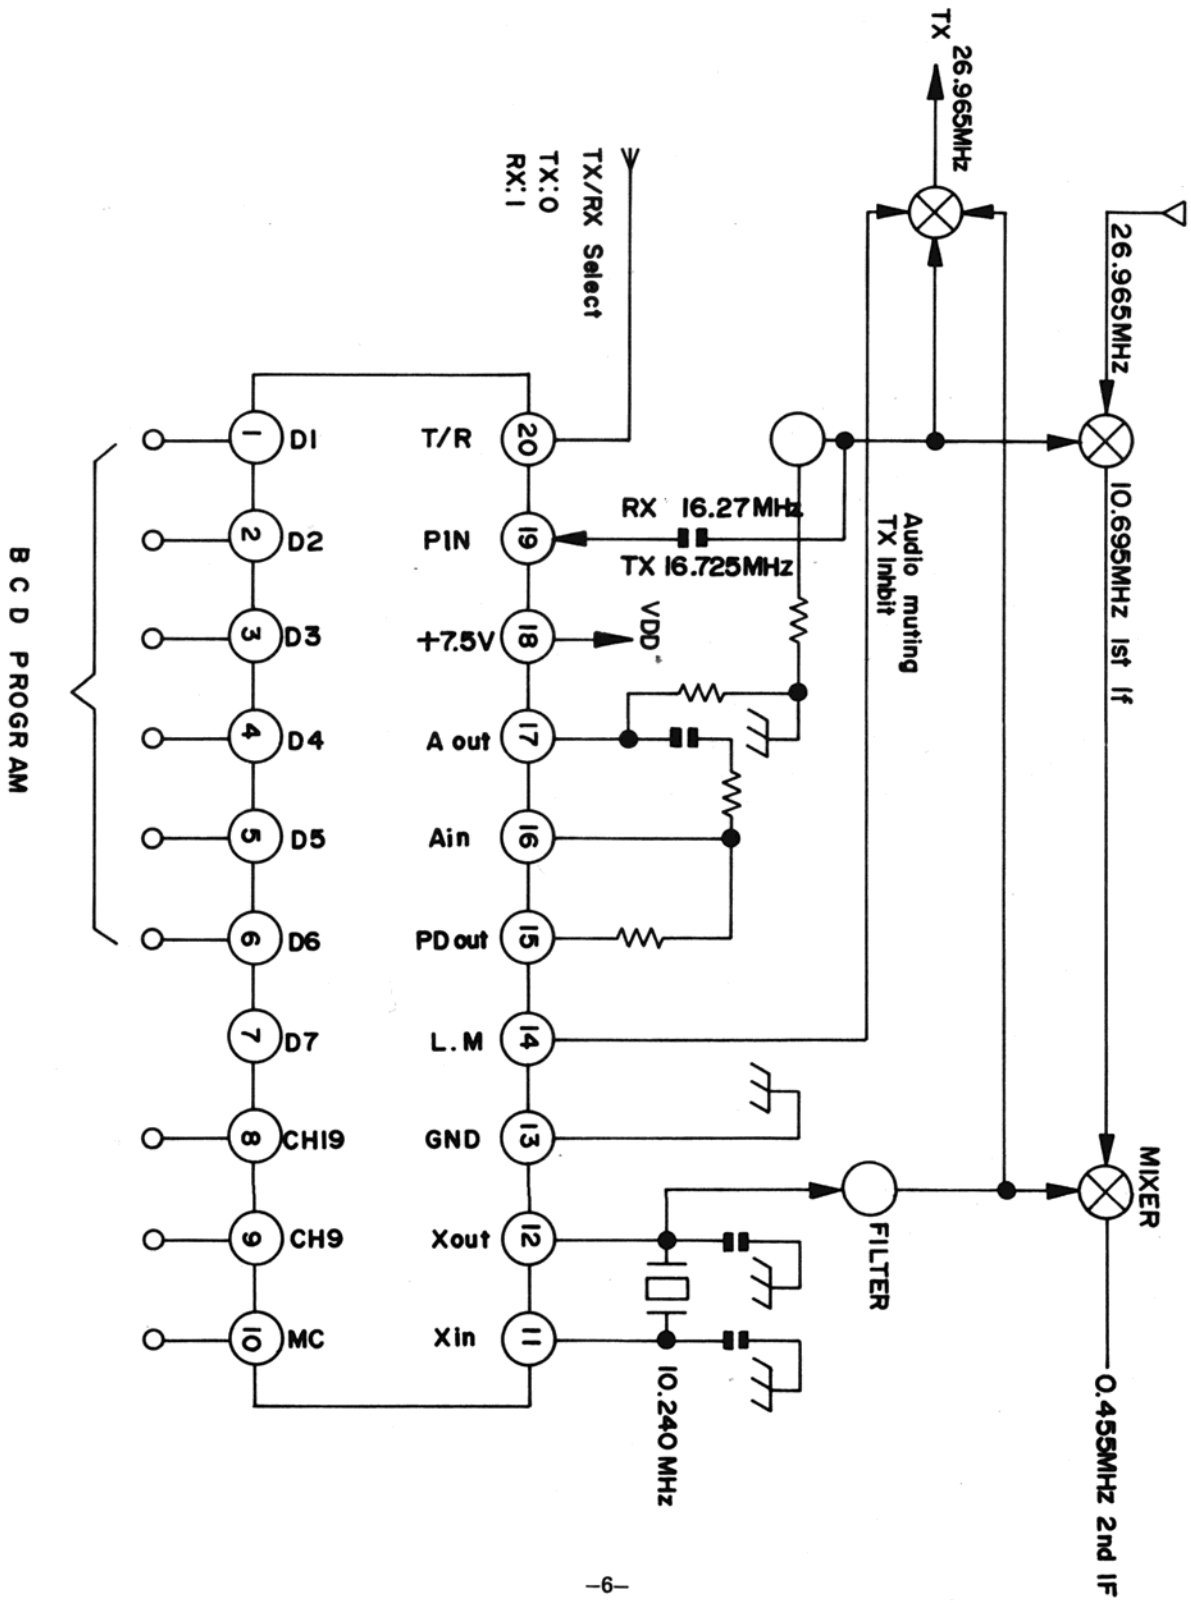 TX
26.965MHz
26.965MHz
10.695MHz 1st If
MIXER
0.455MHz 2nd IF
TX/RX Select
TX:0
RX:1
Audio muting
TX Inhbit
RX 16.27MHz
TX 16.725MHz
VDD
FILTER
10.240MHz
20 T/R
19 PIN
18 +7.5V
17 A out
16 Ain
15 PD out
14 L.M
13 GND
12 Xout
11 Xin
1 D1
2 D2
3 D3
4 D4
5 D5
6 D6
7 D7
8 CH19
9 CH9
10 MC
BCD PROGRAM
–6–